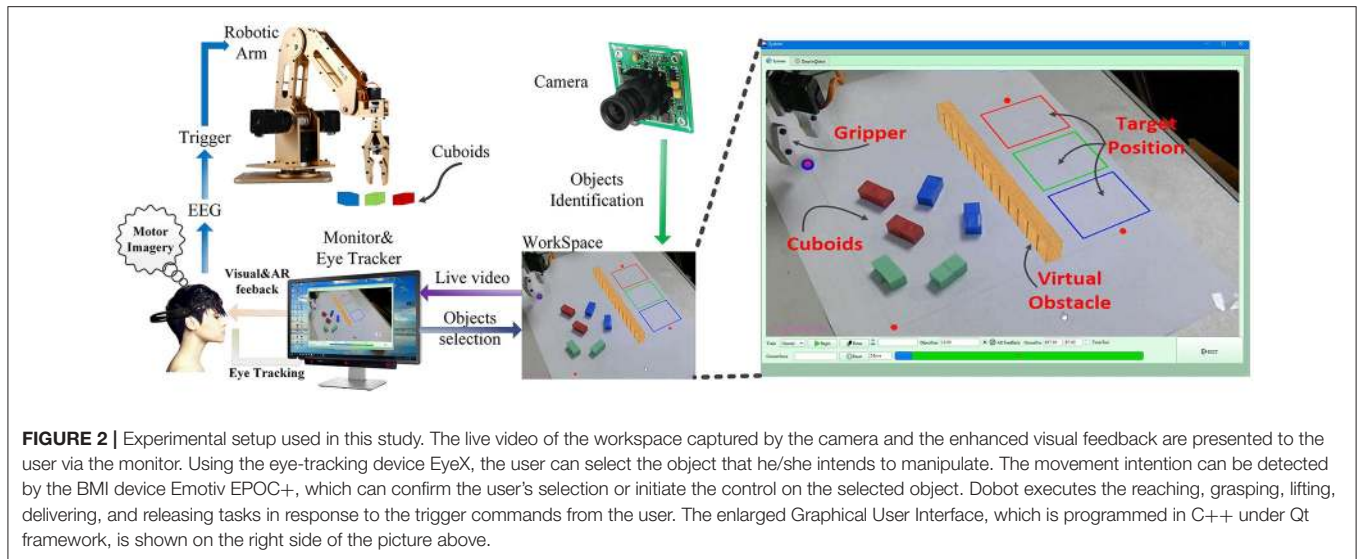 Robotic
Arm
Camera
Trigger
Cuboids
EEG
Objects
Identification
Motor
Imagery
Monitor&
Eye Tracker
WorkSpace
Visual&AR
feeback
Live video
Objects
selection
Eye Tracking
System
System
Gripper
Target
Position
Cuboids
Virtual
Obstacle
Begin
EXIT
FIGURE 2 | Experimental setup used in this study. The live video of the workspace captured by the camera and the enhanced visual feedback are presented to the
user via the monitor. Using the eye-tracking device EyeX, the user can select the object that he/she intends to manipulate. The movement intention can be detected
by the BMI device Emotiv EPOC+, which can confirm the user's selection or initiate the control on the selected object. Dobot executes the reaching, grasping, lifting,
delivering, and releasing tasks in response to the trigger commands from the user. The enlarged Graphical User Interface, which is programmed in C++ under Qt
framework, is shown on the right side of the picture above.